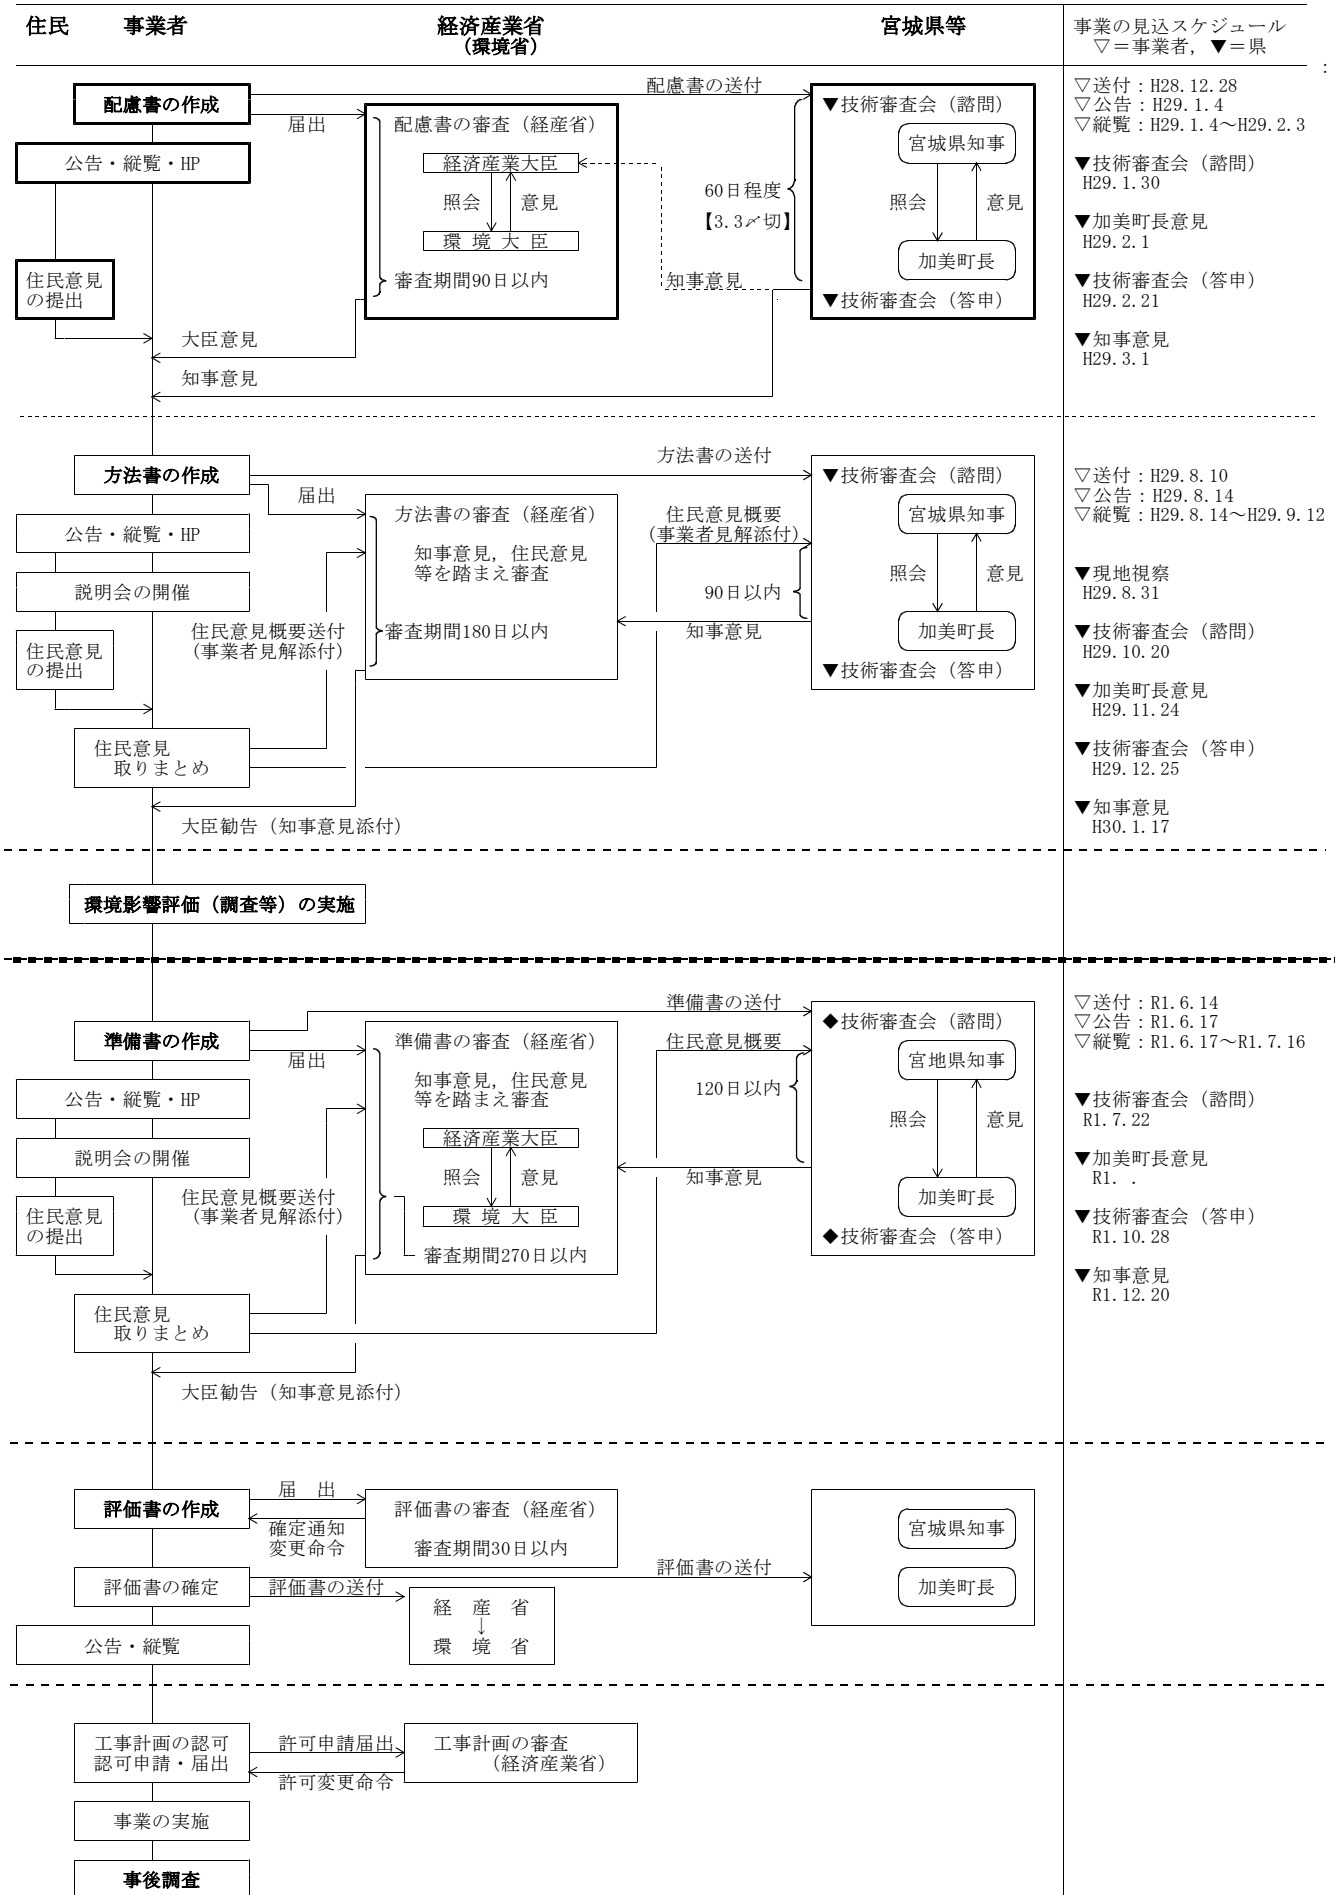 住民　事業者　経済産業省　宮城県等　事業の見込スケジュール
（環境省）　▽＝事業者，▼＝県
：
配慮書の送付
配慮書の作成
届出
配慮書の審査（経産省）
公告・縦覧・HP
経済産業大臣
照会　意見
環 境 大 臣
審査期間90日以内
住民意見
の提出
大臣意見
知事意見
60日程度
【3.3〆切】
知事意見
▼技術審査会（諮問）
宮城県知事
照会　意見
加美町長
▼技術審査会（答申）
▽送付：H28.12.28
▽公告：H29.1.4
▽縦覧：H29.1.4～H29.2.3
▼技術審査会（諮問）
H29.1.30
▼加美町長意見
H29.2.1
▼技術審査会（答申）
H29.2.21
▼知事意見
H29.3.1
方法書の送付
方法書の作成
届出
公告・縦覧・HP
説明会の開催
住民意見
の提出
住民意見概要送付
（事業者見解添付）
住民意見
取りまとめ
大臣勧告（知事意見添付）
方法書の審査（経産省）
知事意見，住民意見
等を踏まえ審査
審査期間180日以内
住民意見概要
（事業者見解添付）
90日以内
知事意見
▼技術審査会（諮問）
宮城県知事
照会　意見
加美町長
▼技術審査会（答申）
▽送付：H29.8.10
▽公告：H29.8.14
▽縦覧：H29.8.14～H29.9.12
▼現地視察
H29.8.31
▼技術審査会（諮問）
H29.10.20
▼加美町長意見
H29.11.24
▼技術審査会（答申）
H29.12.25
▼知事意見
H30.1.17
環境影響評価（調査等）の実施
準備書の送付
準備書の作成
届出
公告・縦覧・HP
説明会の開催
住民意見
の提出
住民意見概要送付
（事業者見解添付）
住民意見
取りまとめ
大臣勧告（知事意見添付）
準備書の審査（経産省）
知事意見，住民意見
等を踏まえ審査
経済産業大臣
照会　意見
環 境 大 臣
審査期間270日以内
住民意見概要
120日以内
知事意見
◆技術審査会（諮問）
宮地県知事
照会　意見
加美町長
◆技術審査会（答申）
▽送付：R1.6.14
▽公告：R1.6.17
▽縦覧：R1.6.17～R1.7.16
▼技術審査会（諮問）
R1.7.22
▼加美町長意見
R1. .
▼技術審査会（答申）
R1.10.28
▼知事意見
R1.12.20
評価書の作成
届　出
確定通知
変更命令
評価書の審査（経産省）
審査期間30日以内
評価書の送付
宮城県知事
評価書の確定
評価書の送付
加美町長
経　産　省
↓
環　境　省
公告・縦覧
工事計画の認可
認可申請・届出
許可申請届出
許可変更命令
工事計画の審査
（経済産業省）
事業の実施
事後調査